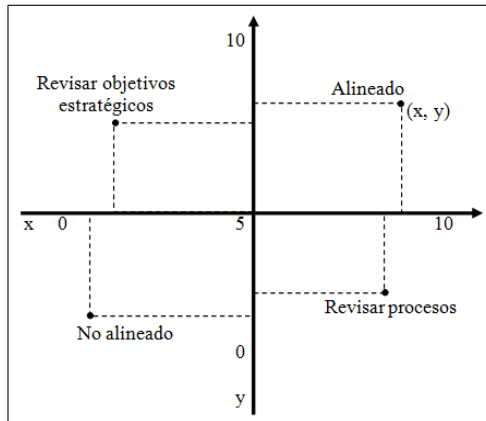 10
Revisar objetivos
estratégicos
Alineado
(x, y)
x 0 5 10
Revisar procesos
No alineado
0
y